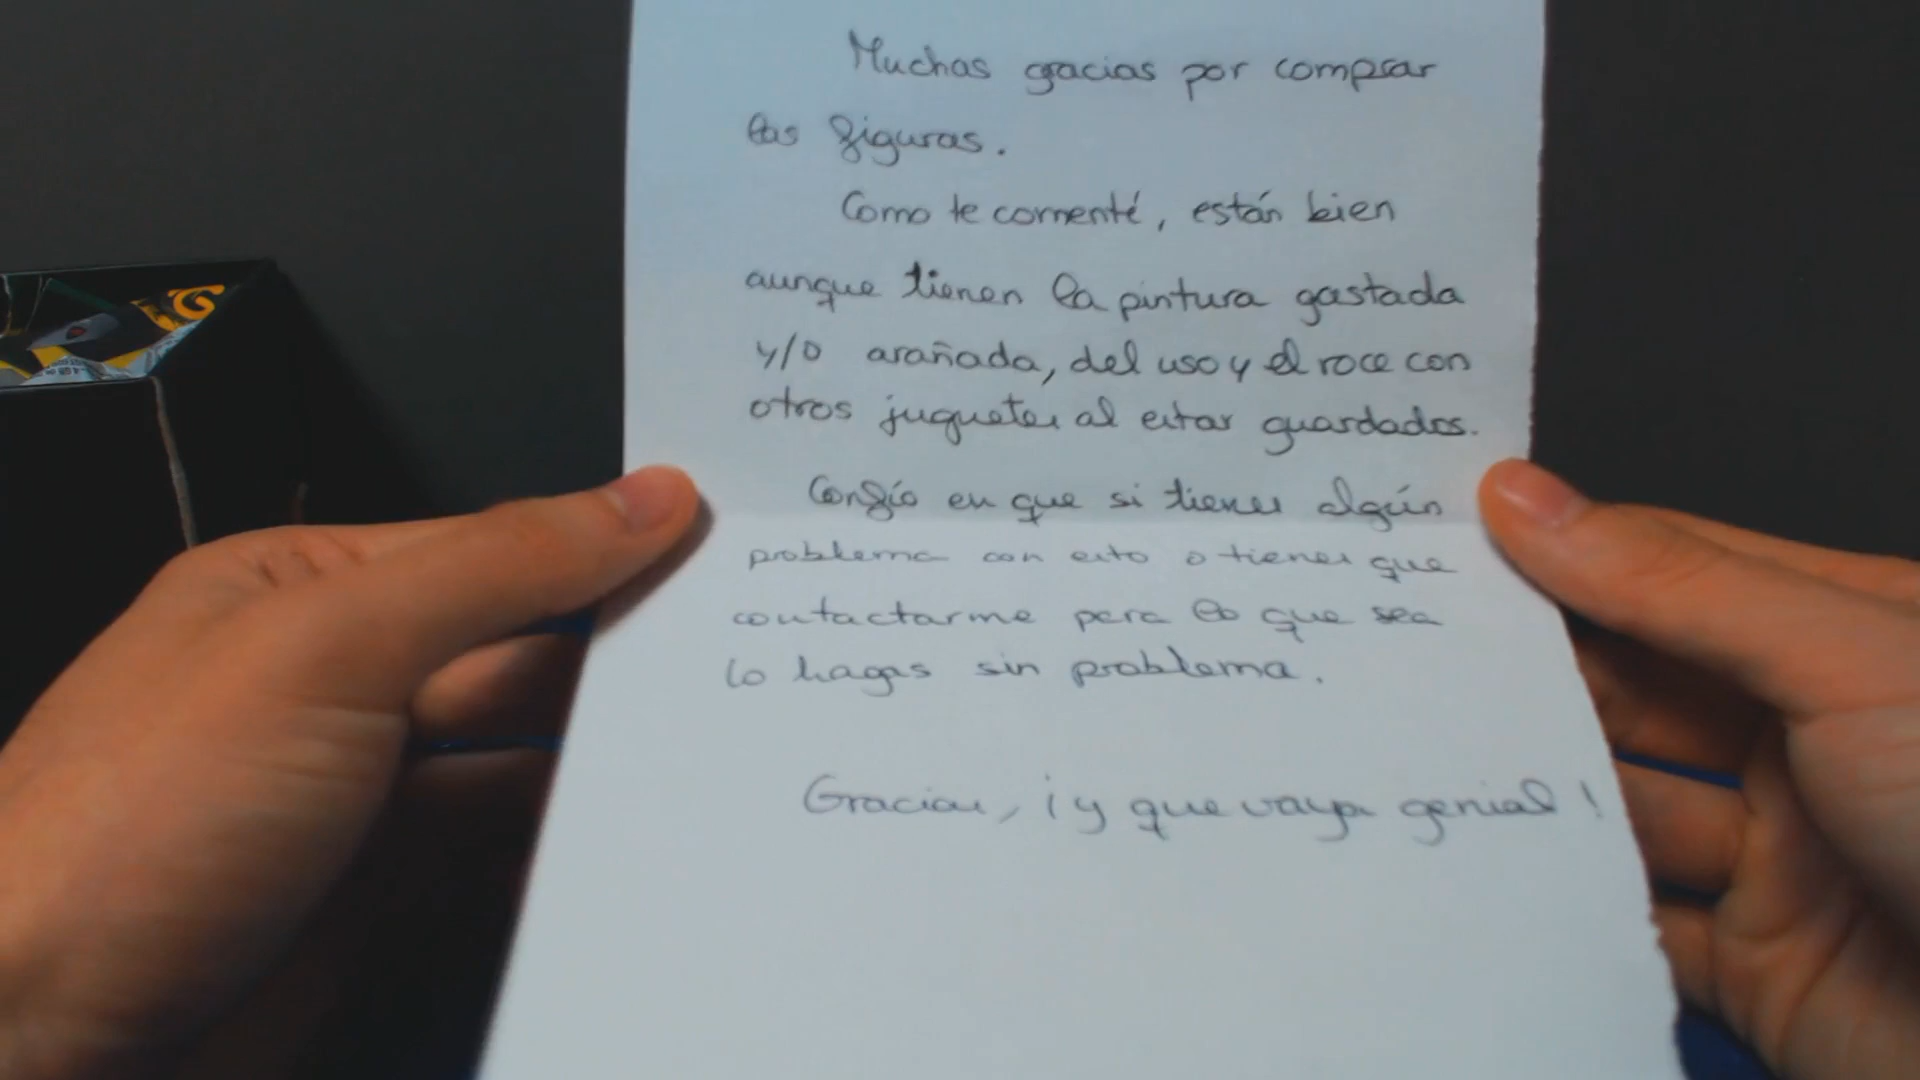 Muchas gracias por comprar
las figuras.
Como te comenté, están bien
aunque tienen la pintura gastada
y/o arañada, del uso y el roce con
otros juguetes al estar guardados.
Confío en que si tienes algún
problema con esto o tienes que
contactarme para lo que sea
lo hagas sin problema.
Gracias, ¡y que vaya genial!